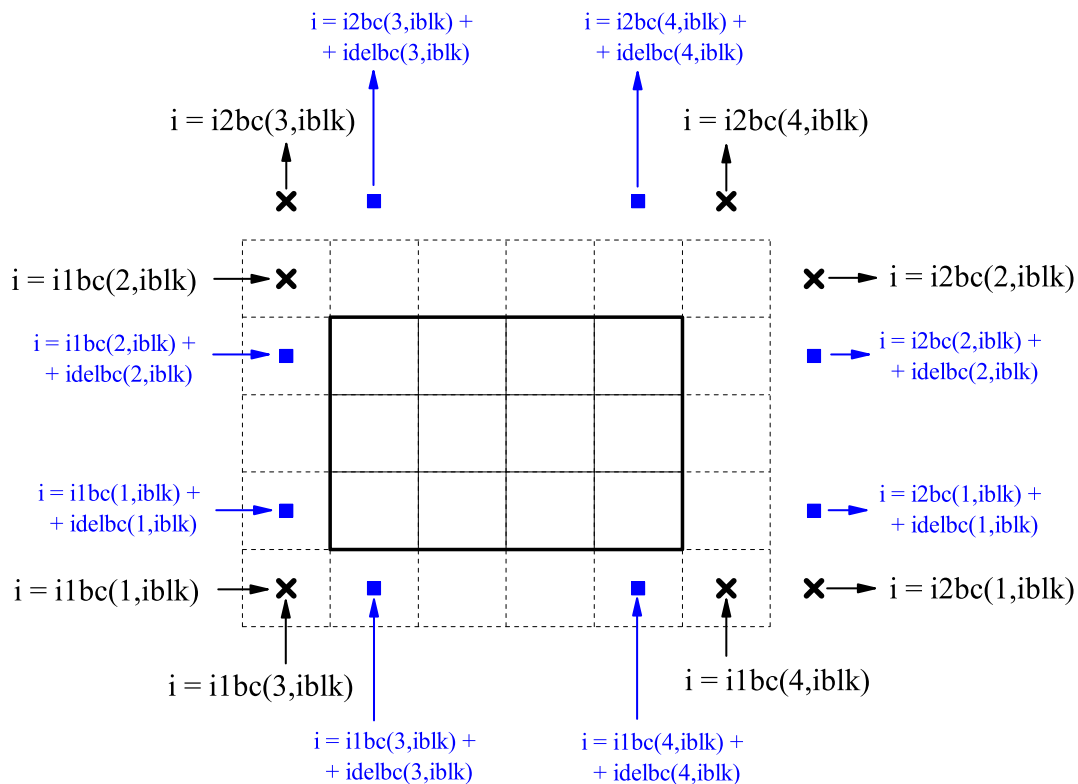 i = i2bc(3,iblk) +
+ idelbc(3,iblk)
i = i2bc(4,iblk) +
+ idelbc(4,iblk)
i = i2bc(3,iblk)
i = i2bc(4,iblk)
i = i1bc(2,iblk)
i = i2bc(2,iblk)
i = i1bc(2,iblk) +
+ idelbc(2,iblk)
i = i2bc(2,iblk) +
+ idelbc(2,iblk)
i = i1bc(1,iblk) +
+ idelbc(1,iblk)
i = i2bc(1,iblk) +
+ idelbc(1,iblk)
i = i1bc(1,iblk)
i = i2bc(1,iblk)
i = i1bc(3,iblk)
i = i1bc(4,iblk)
i = i1bc(3,iblk) +
+ idelbc(3,iblk)
i = i1bc(4,iblk) +
+ idelbc(4,iblk)